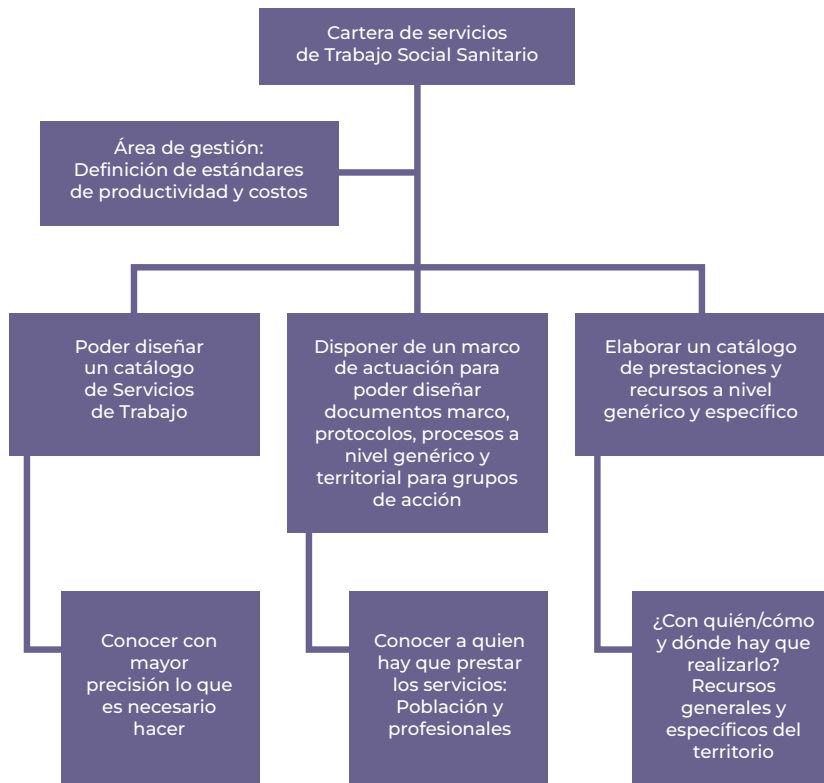 Cartera de servicios
de Trabajo Social Sanitario
Área de gestión:
Definición de estándares
de productividad y costos
Poder diseñar
un catálogo
de Servicios
de Trabajo
Disponer de un marco
de actuación para
poder diseñar
documentos marco,
protocolos, procesos a
nivel genérico y
territorial para grupos
de acción
Elaborar un catálogo
de prestaciones y
recursos a nivel
genérico y específico
Conocer con
mayor
precisión lo que
es necesario
hacer
Conocer a quien
hay que prestar
los servicios:
Población y
profesionales
¿Con quién/cómo
y dónde hay que
realizarlo?
Recursos
generales y
específicos del
territorio